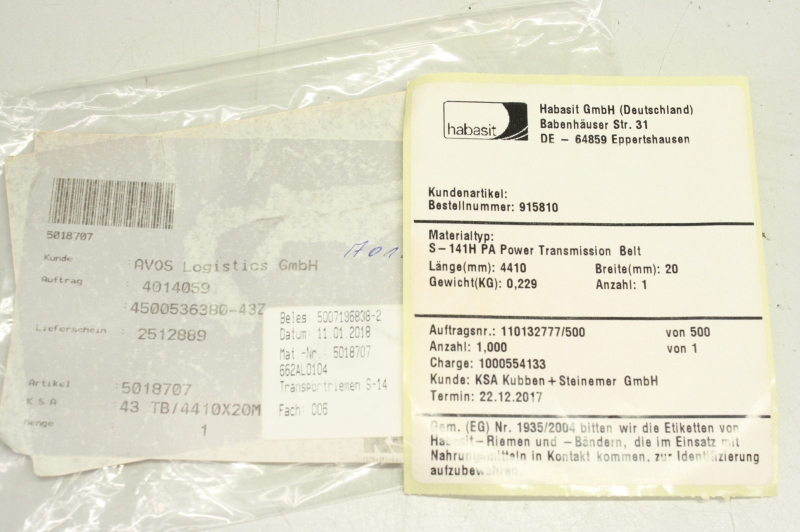 5018707
Kunde AVOS Logistics GmbH
Auftrag 4014059
4500536380-43Z
Lieferschein 2512889
Artikel 5018707
K S A 43 TB/4410X20M
Menge 1
701
Beleg 5007196838-2
Datum: 11.01.2018
Mat.-Nr.: 5018707
662AL0104
Transportriemen S-14
Fach: 006
habasit
Habasit GmbH (Deutschland)
Babenhäuser Str. 31
DE – 64859 Eppertshausen
Kundenartikel:
Bestellnummer: 915810
Materialtyp:
S–141H PA Power Transmission Belt
Länge(mm): 4410 Breite(mm): 20
Gewicht(KG): 0,229 Anzahl: 1
Auftragsnr.: 110132777/500 von 500
Anzahl: 1,000 von 1
Charge: 1000554133
Kunde: KSA Kubben+Steinemer GmbH
Termin: 22.12.2017
Gem. (EG) Nr. 1935/2004 bitten wir die Etiketten von
Habasit–Riemen und –Bändern, die im Einsatz mit
Nahrungsmitteln in Kontakt kommen, zur Identifizierung
aufzubewahren.